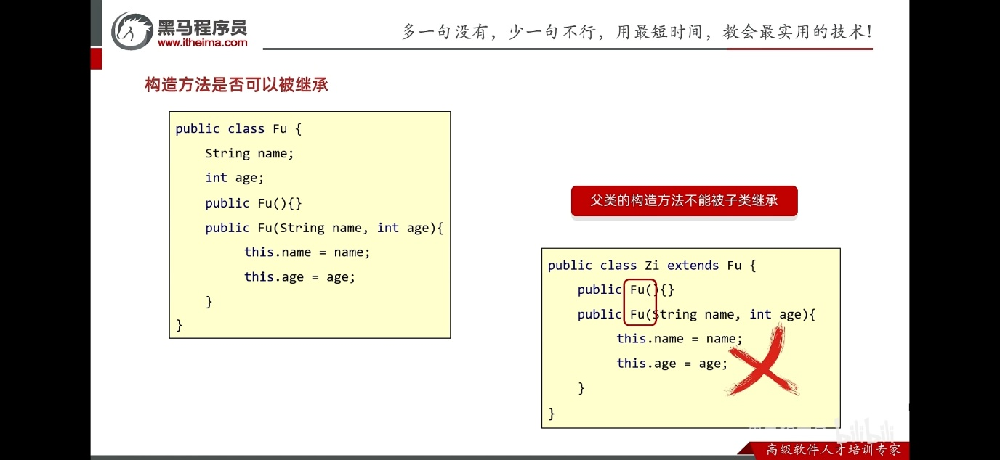 黑马程序员
www.itheima.com
多一句没有，少一句不行，用最短时间，教会最实用的技术！
构造方法是否可以被继承
public class Fu {
String name;
int age;
public Fu(){}
public Fu(String name, int age){
this.name = name;
this.age = age;
}
}
父类的构造方法不能被子类继承
public class Zi extends Fu {
public Fu(){}
public Fu(String name, int age){
this.name = name;
this.age = age;
}
}
bilibili
高级软件人才培训专家